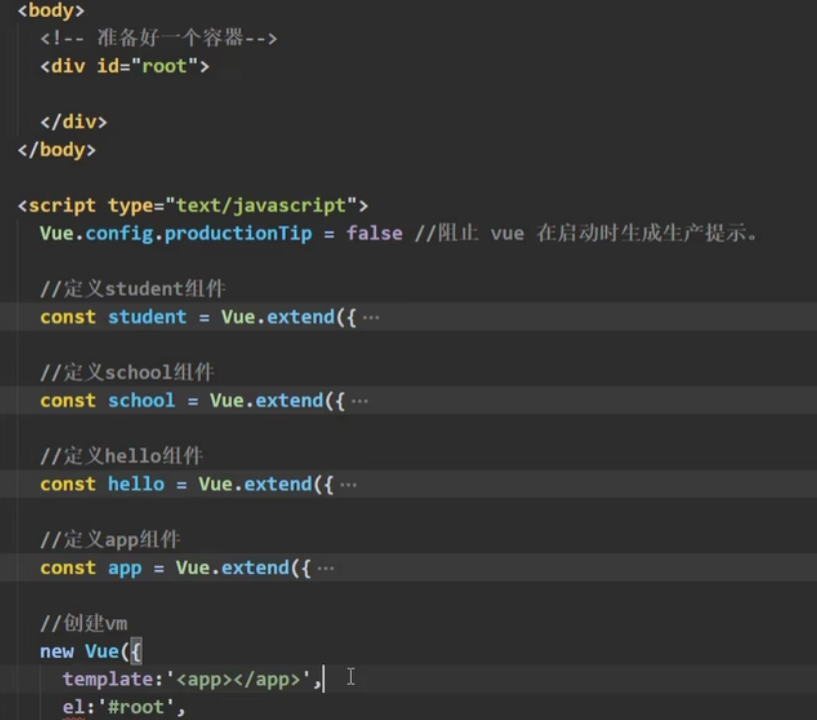 <body>
<!-- 准备好一个容器-->
<div id="root">
</div>
</body>
<script type="text/javascript">
Vue.config.productionTip = false //阻止 vue 在启动时生成生产提示。
//定义student组件
const student = Vue.extend({ ···
//定义school组件
const school = Vue.extend({ ···
//定义hello组件
const hello = Vue.extend({ ···
//定义app组件
const app = Vue.extend({ ···
//创建vm
new Vue({
template:'<app></app>',
el:'#root',